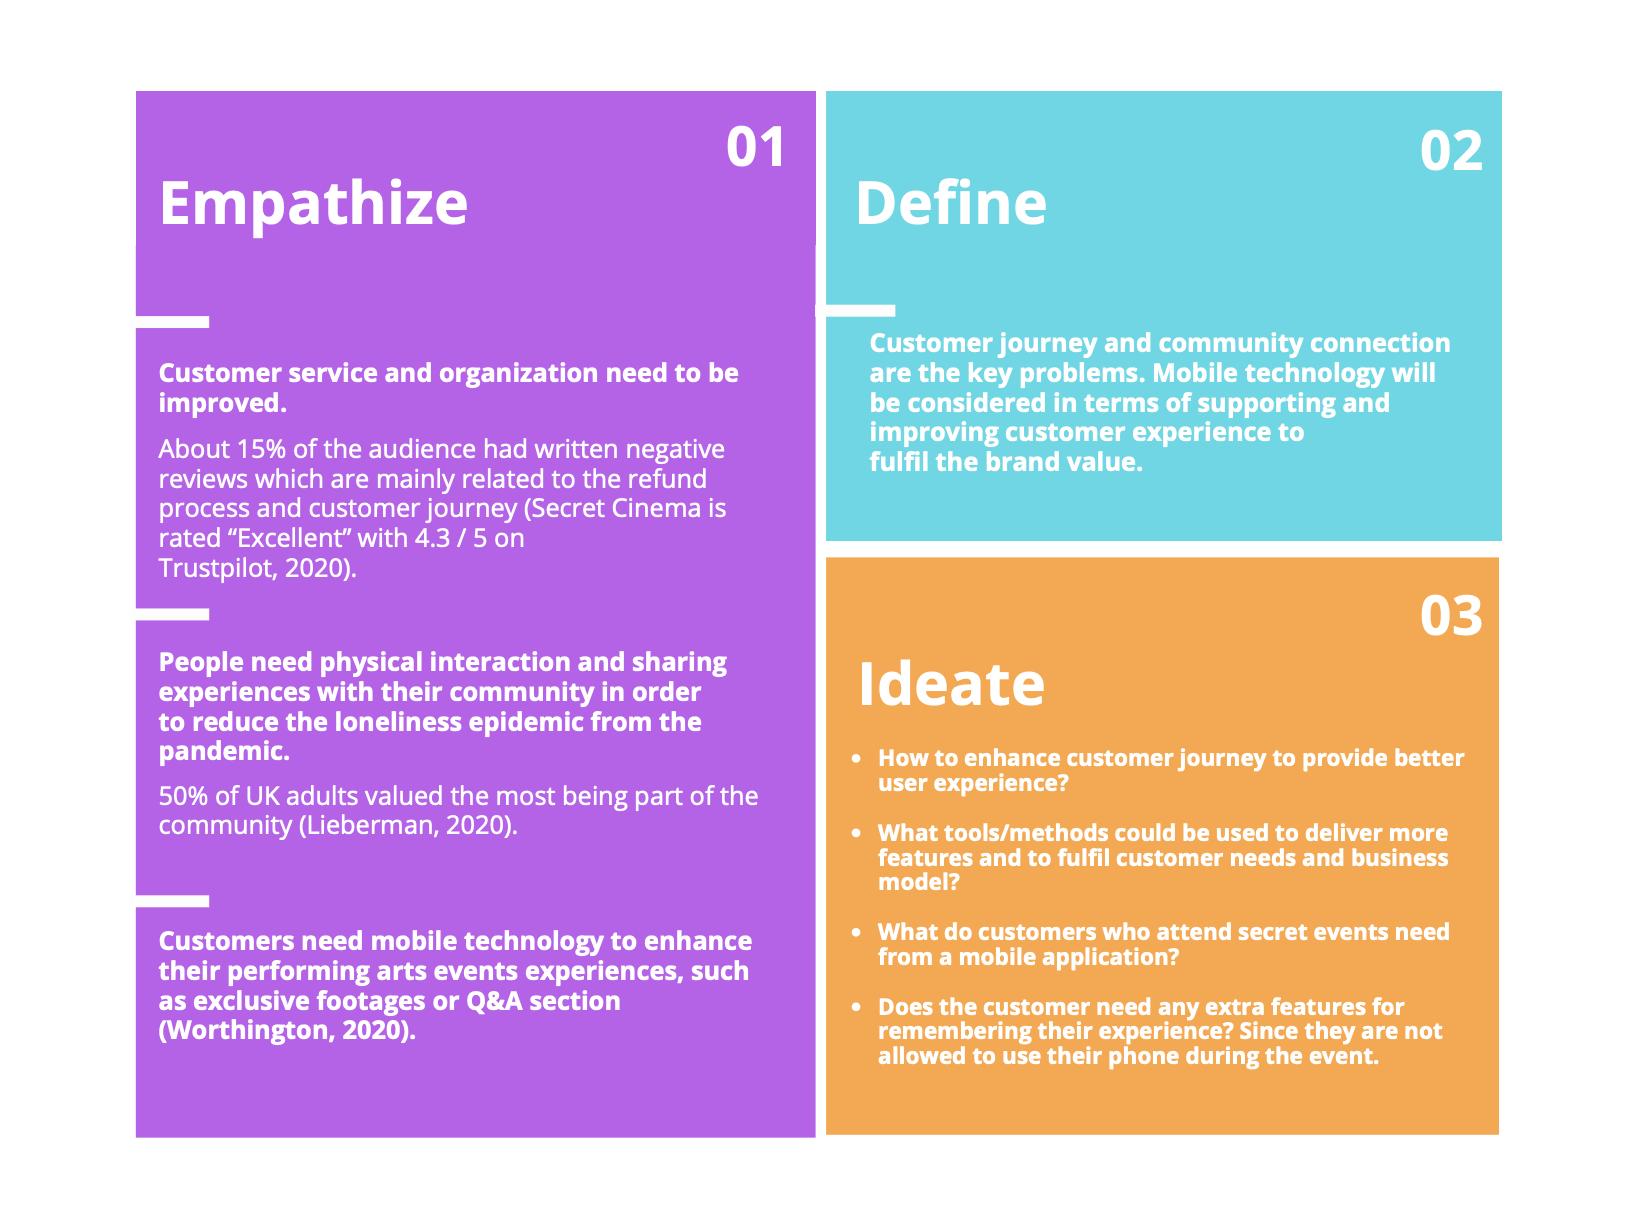 01
Empathize
Customer service and organization need to be
improved.
About 15% of the audience had written negative
reviews which are mainly related to the refund
process and customer journey (Secret Cinema is
rated “Excellent” with 4.3 / 5 on
Trustpilot, 2020).
People need physical interaction and sharing
experiences with their community in order
to reduce the loneliness epidemic from the
pandemic.
50% of UK adults valued the most being part of the
community (Lieberman, 2020).
Customers need mobile technology to enhance
their performing arts events experiences, such
as exclusive footages or Q&A section
(Worthington, 2020).
02
Define
Customer journey and community connection
are the key problems. Mobile technology will
be considered in terms of supporting and
improving customer experience to
fulfil the brand value.
03
Ideate
• How to enhance customer journey to provide better
user experience?
• What tools/methods could be used to deliver more
features and to fulfil customer needs and business
model?
• What do customers who attend secret events need
from a mobile application?
• Does the customer need any extra features for
remembering their experience? Since they are not
allowed to use their phone during the event.